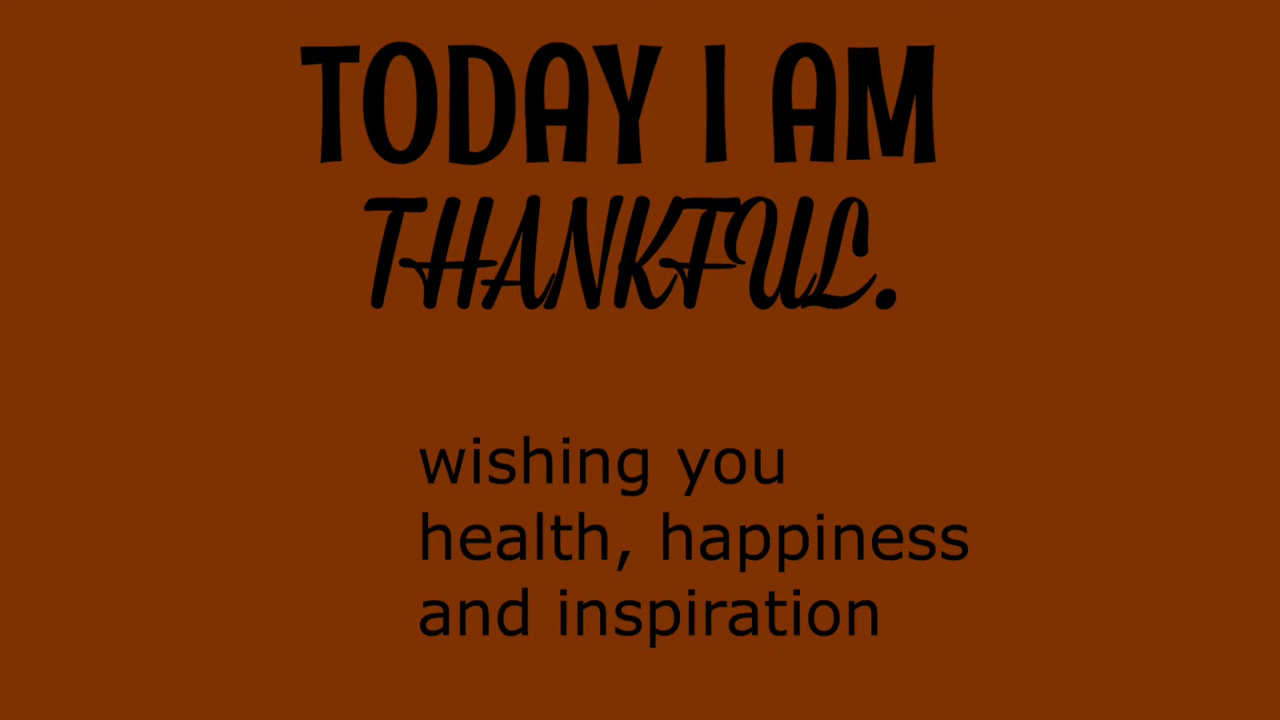 TODAY I AM
THANKFUL.
wishing you
health, happiness
and inspiration